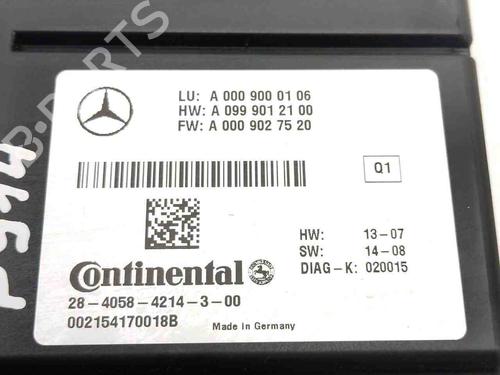 LU: A 000 900 01 06
HW: A 099 901 21 00
FW: A 000 902 75 20
Q1
HW: 13-07
SW: 14-08
DIAG-K: 020015
Continental
28-4058-4214-3-00
002154170018B
Made in Germany